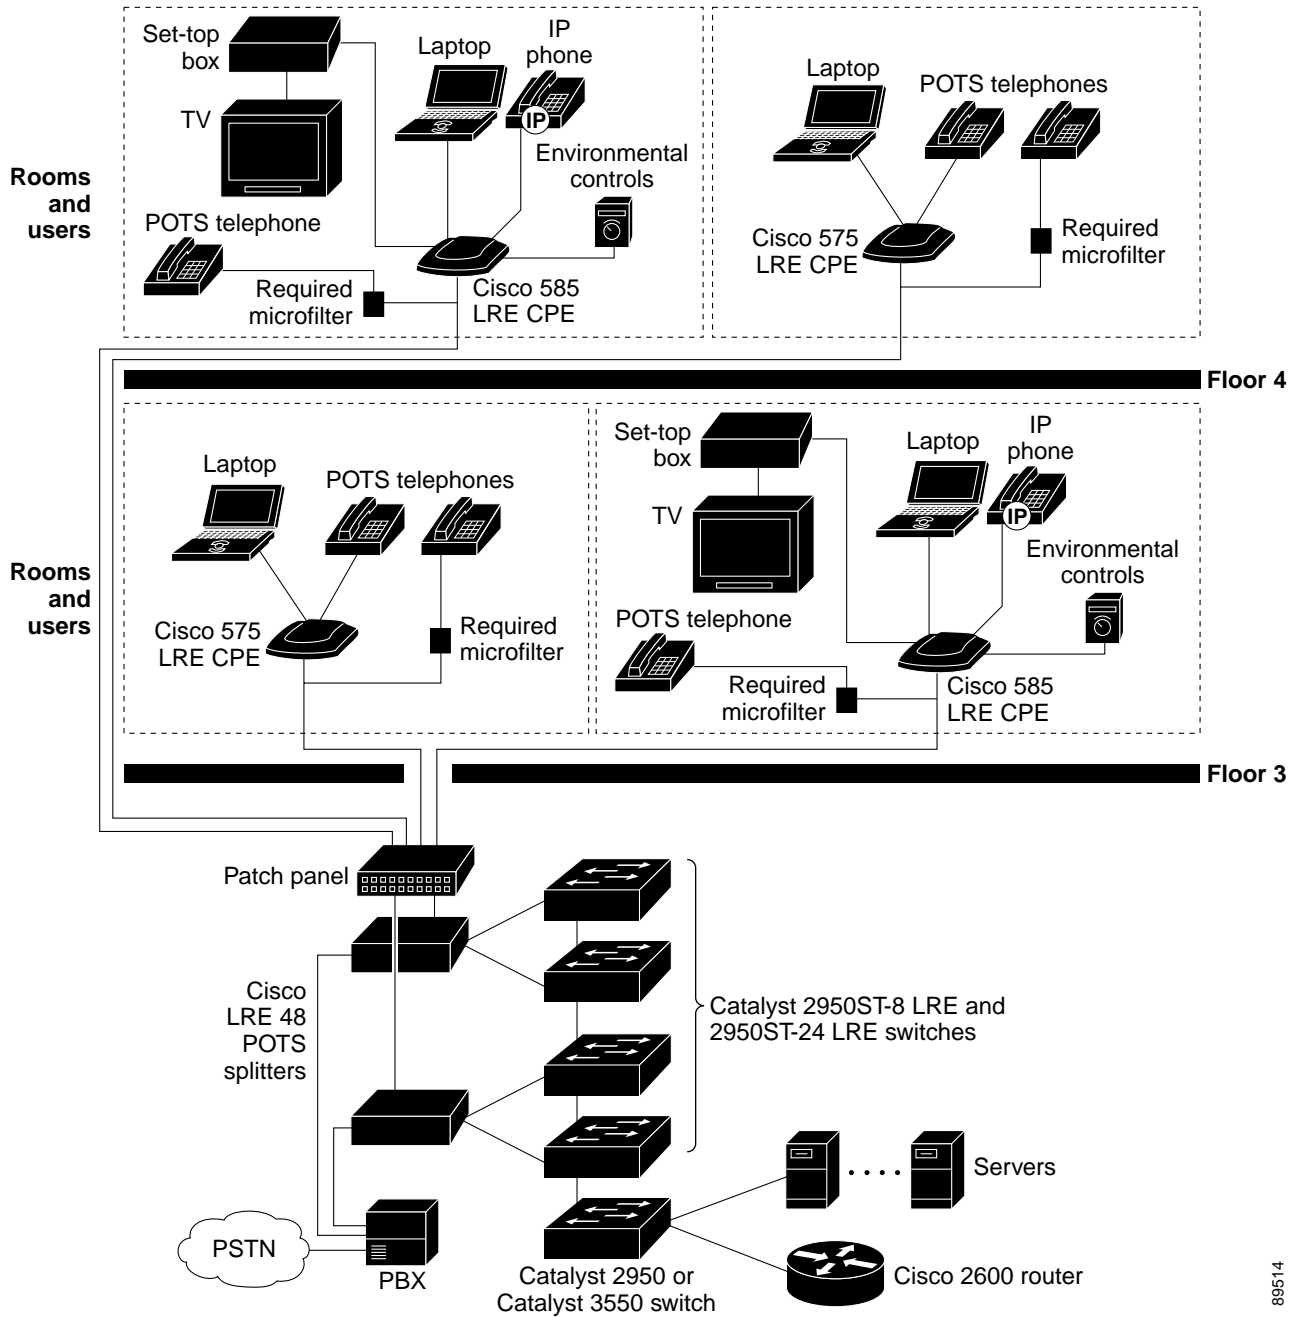 Set-top
box
TV
Laptop
IP
phone
IP
Environmental
controls
POTS telephone
Required
microfilter
Cisco 585
LRE CPE
Laptop
POTS telephones
Cisco 575
LRE CPE
Required
microfilter
Rooms
and
users
Floor 4
Laptop
POTS telephones
Cisco 575
LRE CPE
Required
microfilter
Set-top
box
TV
Laptop
IP
phone
IP
Environmental
controls
POTS telephone
Required
microfilter
Cisco 585
LRE CPE
Rooms
and
users
Floor 3
Patch panel
Cisco
LRE 48
POTS
splitters
Catalyst 2950ST-8 LRE and
2950ST-24 LRE switches
Servers
PSTN
PBX
Catalyst 2950 or
Catalyst 3550 switch
Cisco 2600 router
89514